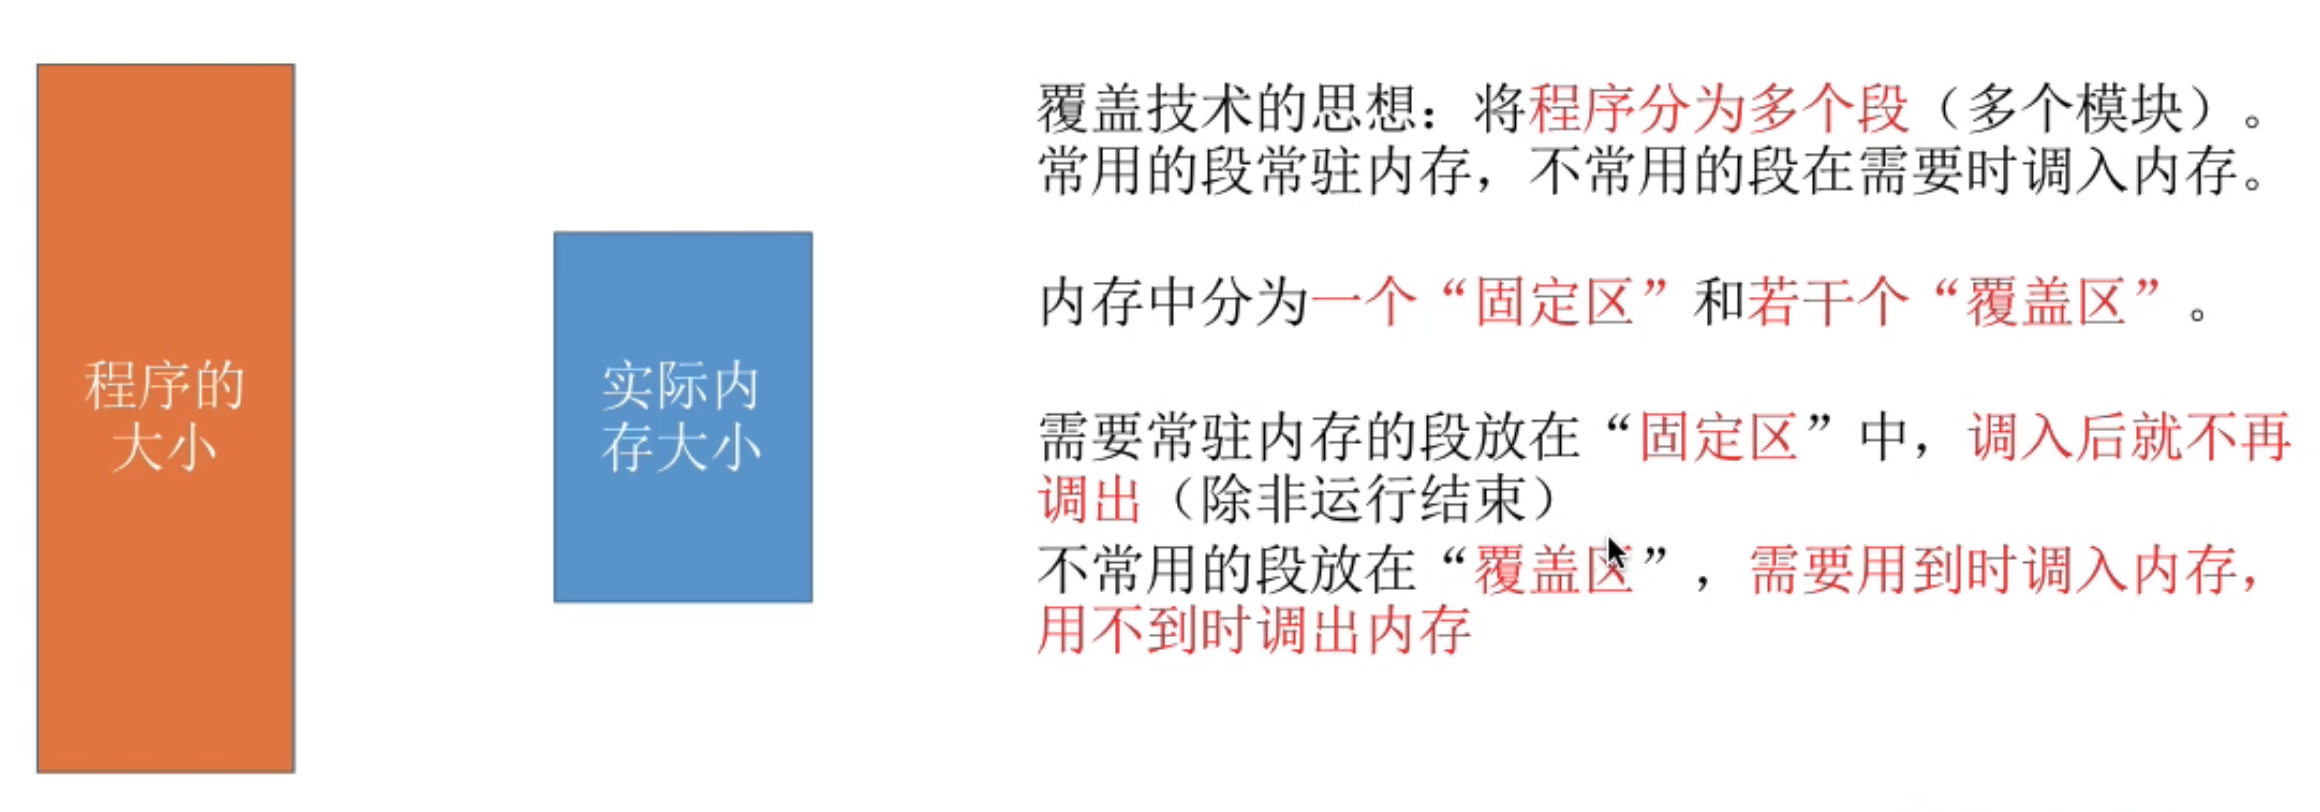 程序的
大小
实际内
存大小
覆盖技术的思想：将程序分为多个段（多个模块）。
常用的段常驻内存，不常用的段在需要时调入内存。
内存中分为一个“固定区”和若干个“覆盖区”。
需要常驻内存的段放在“固定区”中，调入后就不再
调出（除非运行结束）
不常用的段放在“覆盖区”，需要用到时调入内存，
用不到时调出内存